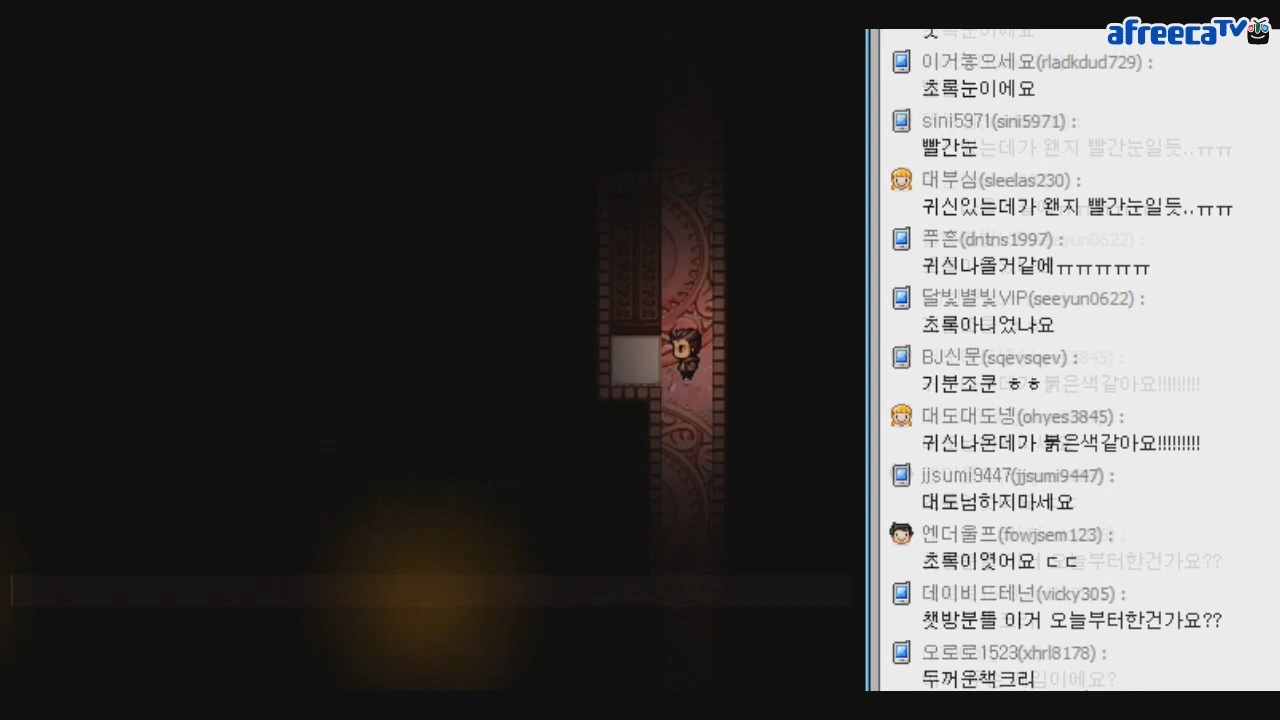 afreecaTV
이거놓으세요(rladkdud729) :
초록눈이에요
sini5971(sini5971) :
빨간눈
대부심(sleelas230) :
귀신있는데가 왠지 빨간눈일듯..ㅠㅠ
푸흔(dntns1997) :
귀신나올거같에ㅠㅠㅠㅠㅠ
달빛별빛VIP(seeyun0622) :
초록아니었나요
BJ신문(sqevsqev) :
기분조쿤 ㅎㅎ
대도대도넹(ohyes3845) :
귀신나온데가 붉은색같아요!!!!!!!!!
jjsumi9447(jjsumi9447) :
대도넘하지마세요
엔더울프(fowjsem123) :
초록이엿어요 ㄷㄷ
데이비드테넌(vicky305) :
챗방분들 이거 오늘부터한건가요??
오로로1523(xhrl8178) :
두꺼운책크리